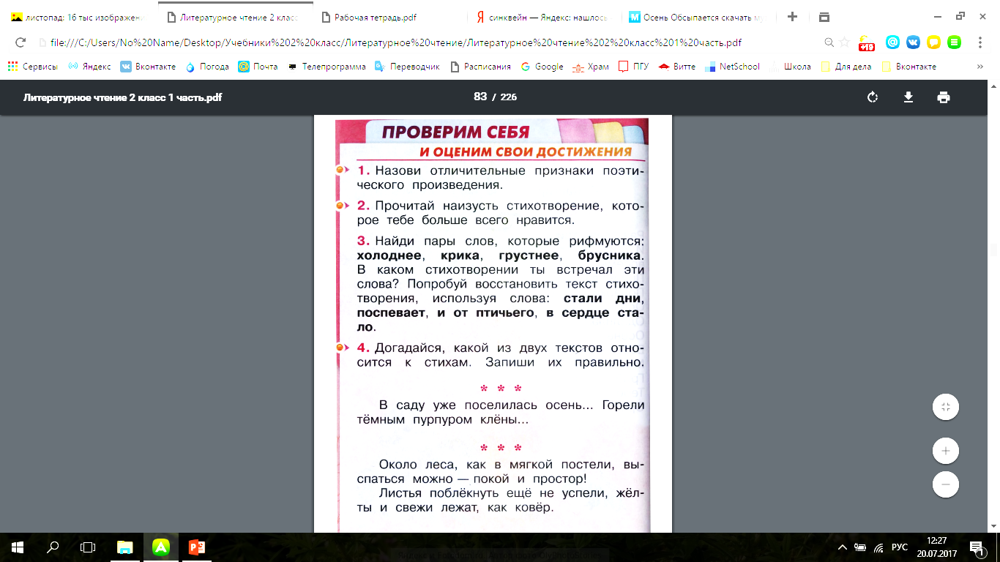 листопад: 16 тыс изображени
Литературное чтение 2 класс
Рабочая тетрадь.pdf
синквейн — Яндекс: нашлось
Осень Обсыпается скачать му
file:///C:/Users/No%20Name/Desktop/Учебники%202%20класс/Литературное%20чтение/Литературное%20чтение%202%20класс%201%20часть.pdf
+19
Сервисы Яндекс Вконтакте Погода Почта Телепрограмма Переводчик Расписания Google Храм ПГУ Витте NetSchool Школа Для дела Вконтакте »
Литературное чтение 2 класс 1 часть.pdf
83 / 226
ПРОВЕРИМ СЕБЯ
И ОЦЕНИМ СВОИ ДОСТИЖЕНИЯ
1. Назови отличительные признаки поэти-
ческого произведения.
2. Прочитай наизусть стихотворение, кото-
рое тебе больше всего нравится.
3. Найди пары слов, которые рифмуются:
холоднее, крика, грустнее, брусника.
В каком стихотворении ты встречал эти
слова? Попробуй восстановить текст стихо-
творения, используя слова: стали дни,
поспевает, и от птичьего, в сердце ста-
ло.
4. Догадайся, какой из двух текстов отно-
сится к стихам. Запиши их правильно.
* * *
В саду уже поселилась осень... Горели
тёмным пурпуром клёны...
* * *
Около леса, как в мягкой постели, вы-
спаться можно — покой и простор!
Листья поблёкнуть ещё не успели, жёл-
ты и свежи лежат, как ковёр.
РУС
12:27
20.07.2017
1